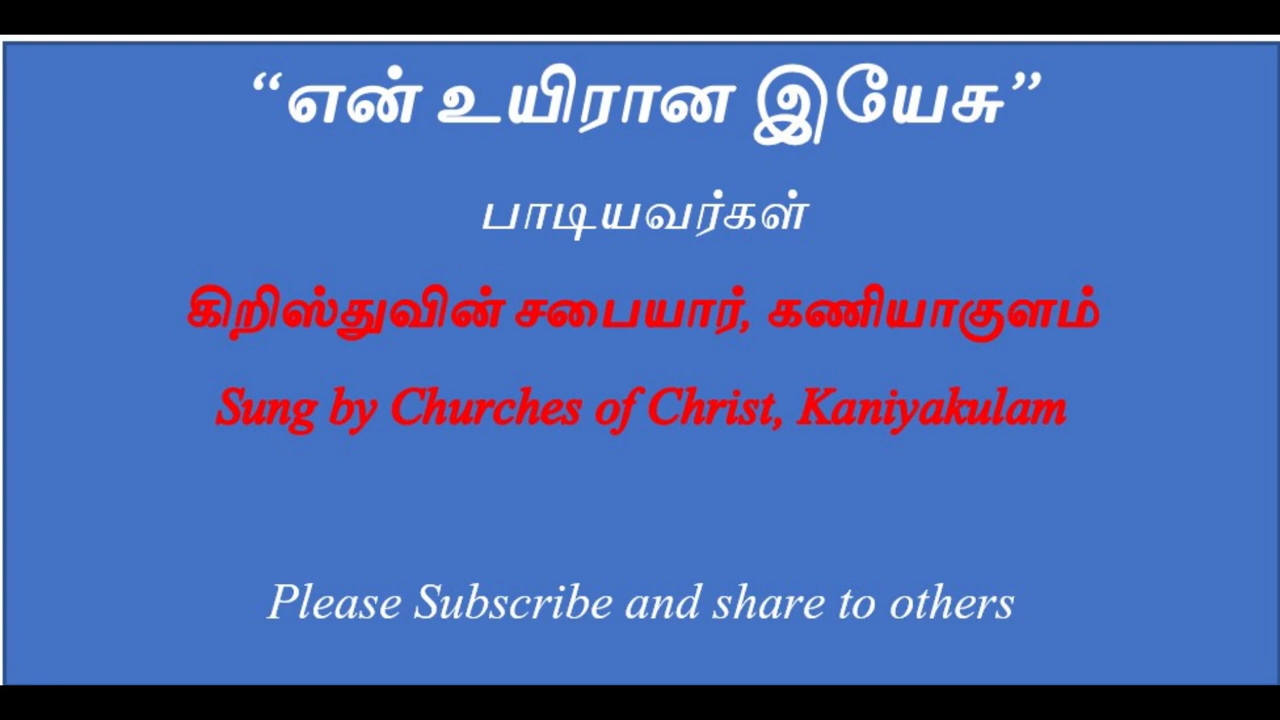 “என் உயிரான இயேசு”
பாடியவர்கள்
கிறிஸ்துவின் சபையார், கணியாகுளம்
Sung by Churches of Christ, Kaniyakulam
Please Subscribe and share to others